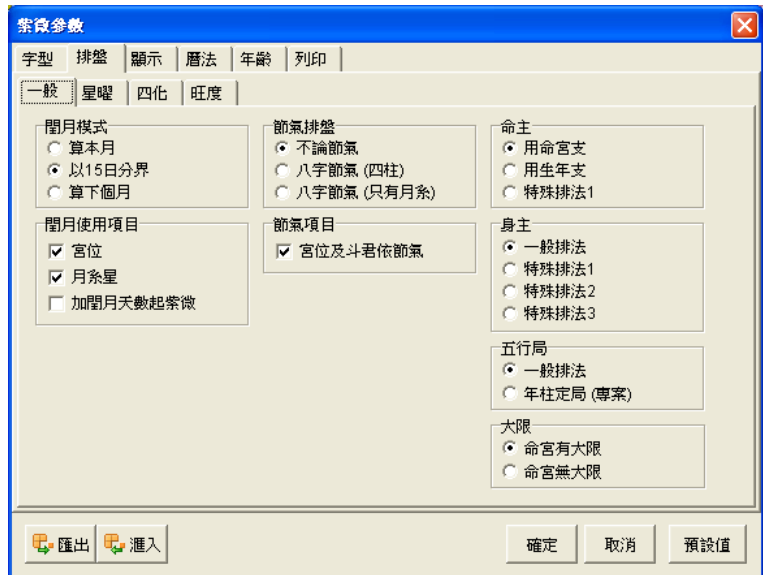 紫微參數
字型 排盤 顯示 曆法 年齡 列印
一般 星曜 四化 旺度
閏月模式
算本月
以15日分界
算下個月
閏月使用項目
宮位
月系星
加閏月天數起紫微
節氣排盤
不論節氣
八字節氣 (四柱)
八字節氣 (只有月系)
節氣項目
宮位及斗君依節氣
命主
用命宮支
用生年支
特殊排法1
身主
一般排法
特殊排法1
特殊排法2
特殊排法3
五行局
一般排法
年柱定局 (專案)
大限
命宮有大限
命宮無大限
匯出 滙入 確定 取消 預設值